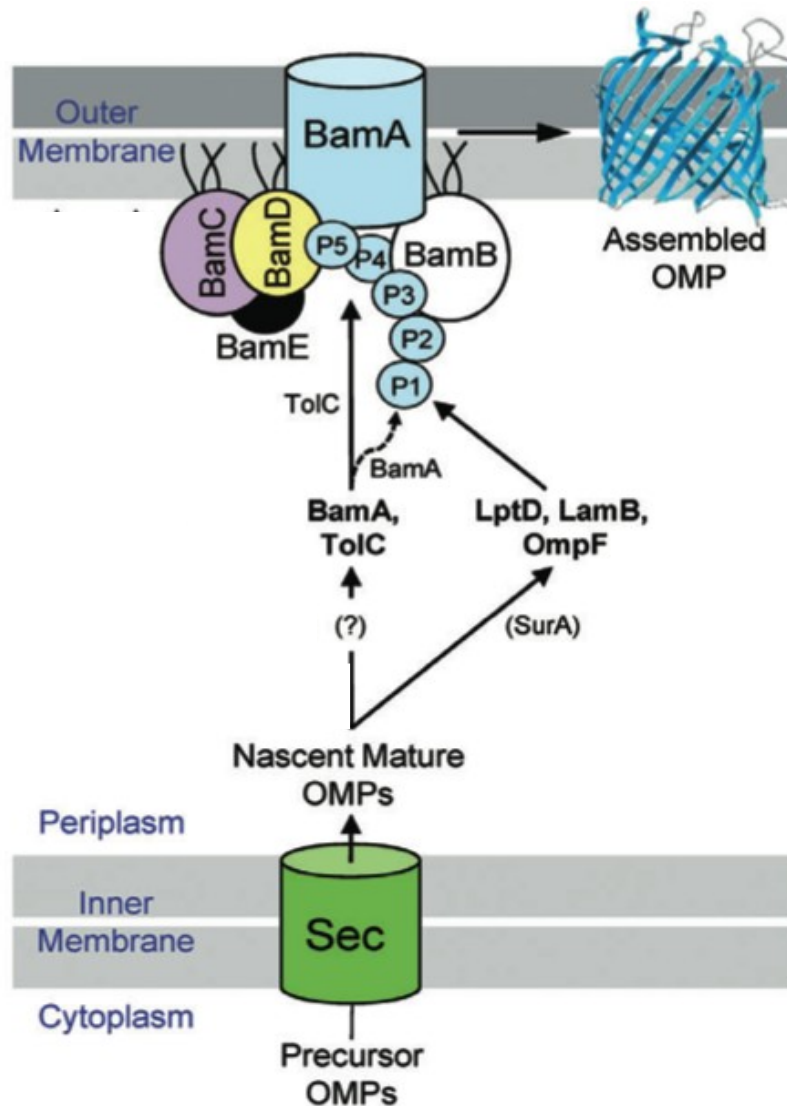 Outer
Membrane
BamA
BamC
BamD
P5
P4
BamB
P3
P2
P1
BamE
Assembled
OMP
TolC
BamA
BamA,
TolC
LptD, LamB,
OmpF
(?)
(SurA)
Nascent Mature
OMPs
Periplasm
Inner
Membrane
Sec
Cytoplasm
Precursor
OMPs